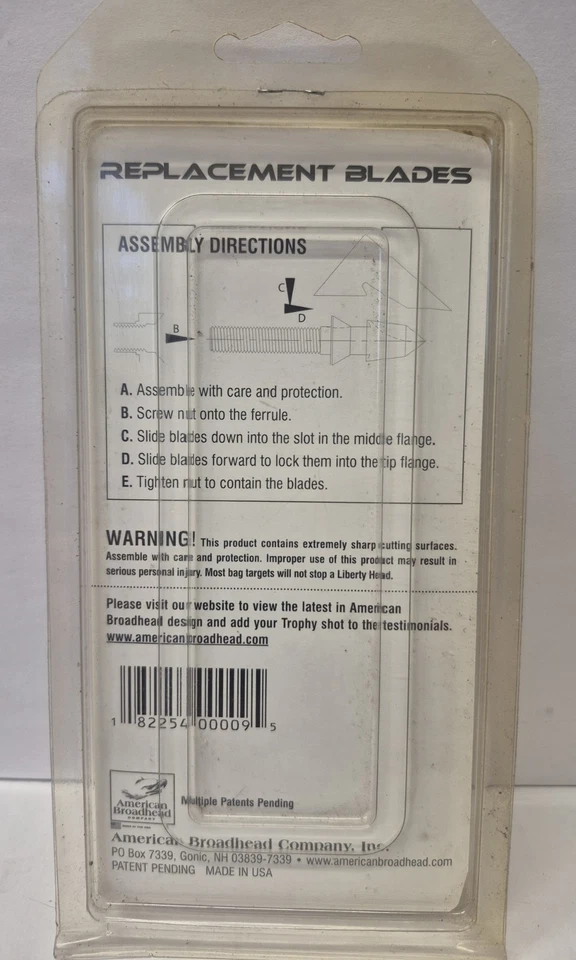 REPLACEMENT BLADES
ASSEMBLY DIRECTIONS
C
D
B
A. Assemble with care and protection.
B. Screw nut onto the ferrule.
C. Slide blades down into the slot in the middle flange.
D. Slide blades forward to lock them into the tip flange.
E. Tighten nut to contain the blades.
WARNING! This product contains extremely sharp cutting surfaces.
Assemble with care and protection. Improper use of this product may result in
serious personal injury. Most bag targets will not stop a Liberty Head.
Please visit our website to view the latest in American
Broadhead design and add your Trophy shot to the testimonials.
www.americanbroadhead.com
1 82254 00009 5
American
Broadhead
COMPANY
Multiple Patents Pending
American Broadhead Company, Inc.
PO Box 7339, Gonic, NH 03839-7339 • www.americanbroadhead.com
PATENT PENDING MADE IN USA